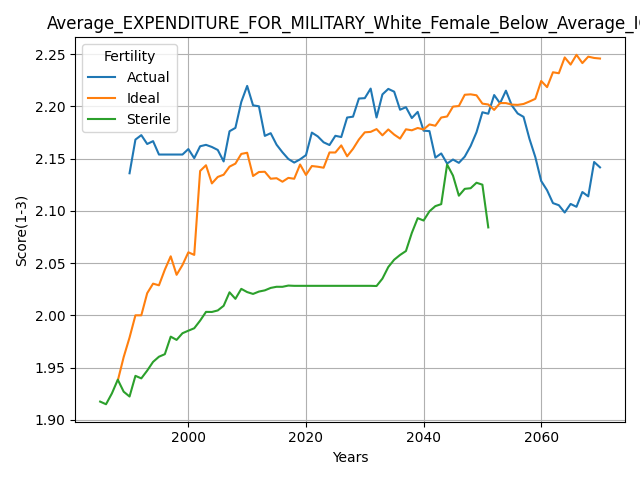 Average_EXPENDITURE_FOR_MILITARY_White_Female_Below_Average_I
Fertility
Actual
Ideal
Sterile
Score(1-3)
2.25
2.20
2.15
2.10
2.05
2.00
1.95
1.90
2000 2020 2040 2060
Years